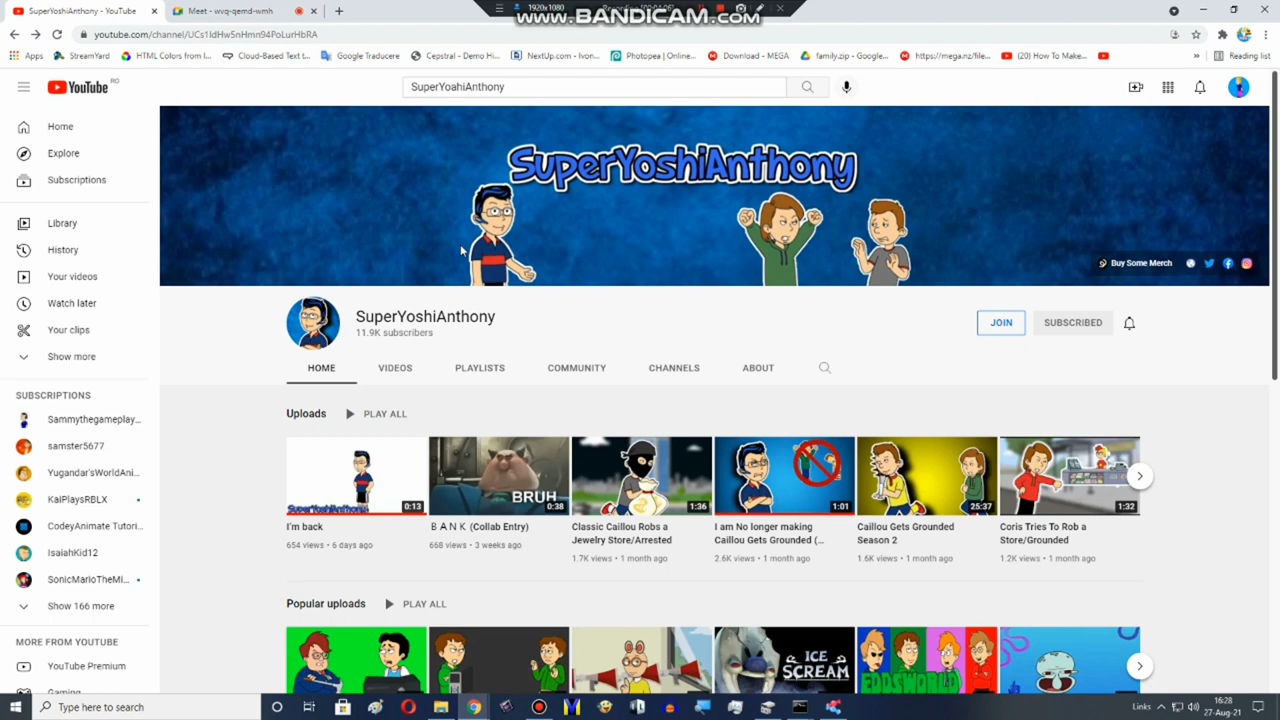 SuperYoshiAnthony - YouTube
Meet - wvq-qemd-wmh
1920x1080
www.BANDICAM.com
youtube.com/channel/UCs1IdHw5nHmn94PoLurHbRA
Apps
StreamYard
HTML Colors from I...
Cloud-Based Text t...
Google Traducere
Cepstral - Demo Hi...
NextUp.com - Ivon...
Photopea | Online...
Download - MEGA
family.zip - Google...
https://mega.nz/file...
(20) How To Make...
Reading list
YouTube RO
SuperYoahiAnthony
Home
Explore
Subscriptions
Library
History
Your videos
Watch later
Your clips
Show more
SUBSCRIPTIONS
Sammythegameplay...
samster5677
Yugandar'sWorldAni...
KaiPlaysRBLX
CodeyAnimate Tutori...
IsaiahKid12
SonicMarioTheMi...
Show 166 more
MORE FROM YOUTUBE
YouTube Premium
Gaming
SuperYoshiAnthony
Buy Some Merch
SuperYoshiAnthony
11.9K subscribers
JOIN
SUBSCRIBED
HOME
VIDEOS
PLAYLISTS
COMMUNITY
CHANNELS
ABOUT
Uploads
PLAY ALL
SuperYoshiAnthony
0:13
BRUH
0:38
1:36
1:01
25:37
1:32
I'm back
654 views • 6 days ago
B A N K (Collab Entry)
668 views • 3 weeks ago
Classic Caillou Robs a
Jewelry Store/Arrested
1.7K views • 1 month ago
I am No longer making
Caillou Gets Grounded (...
2.6K views • 1 month ago
Caillou Gets Grounded
Season 2
1.6K views • 1 month ago
Coris Tries To Rob a
Store/Grounded
1.2K views • 1 month ago
Popular uploads
PLAY ALL
ICE
SCREAM
EDDSWORLD
Type here to search
Links
16:28
27-Aug-21